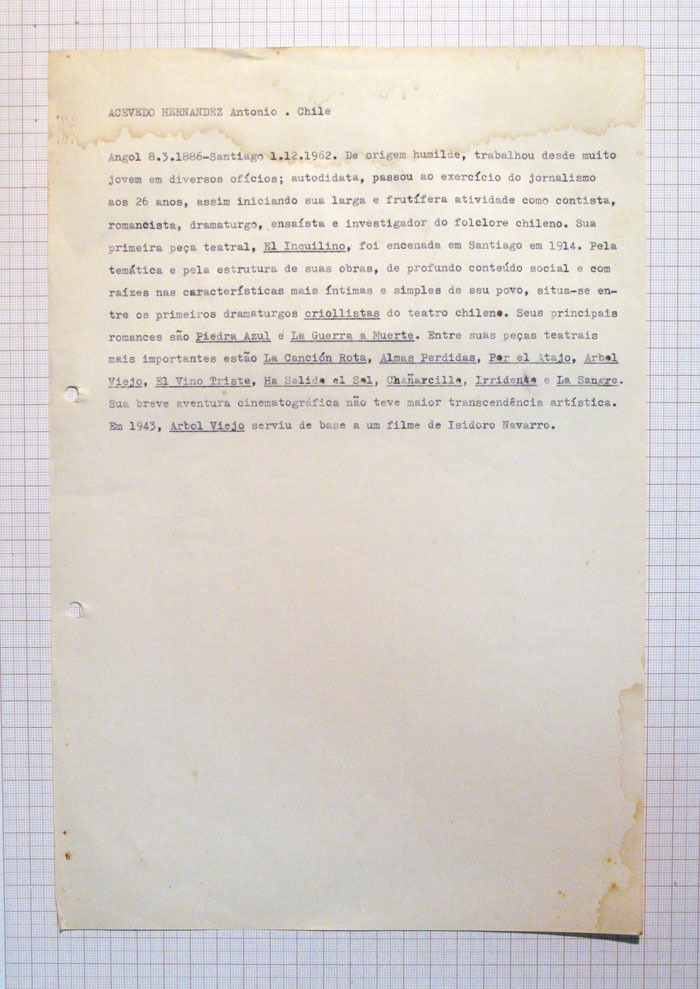 ACEVEDO HERNANDEZ Antonio . Chile
Angol 8.3.1886-Santiago 1.12.1962. De origem humilde, trabalhou desde muito
jovem em diversos ofícios; autodidata, passou ao exercício do jornalismo
aos 26 anos, assim iniciando sua larga e frutífera atividade como contista,
romancista, dramaturgo, ensaísta e investigador do folclore chileno. Sua
primeira peça teatral, El Inquilino, foi encenada em Santiago em 1914. Pela
temática e pela estrutura de suas obras, de profundo conteúdo social e com
raízes nas características mais íntimas e simples de seu povo, situa-se en-
tre os primeiros dramaturgos criollistas do teatro chileno. Seus principais
romances são Piedra Azul e La Guerra a Muerte. Entre suas peças teatrais
mais importantes estão La Canción Rota, Almas Perdidas, Por el Atajo, Arbol
Viejo, El Vino Triste, Ha Salido el Sol, Chañarcillo, Irridento e La Sangre.
Sua breve aventura cinematográfica não teve maior transcendência artística.
Em 1943, Arbol Viejo serviu de base a um filme de Isidoro Navarro.